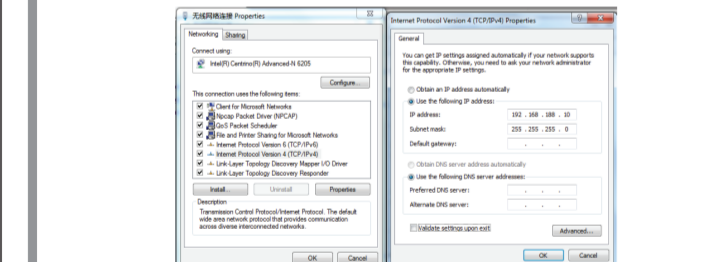 无线网络连接 Properties
Networking
Sharing
Connect using:
Intel(R) Centrino(R) Advanced-N 6205
Configure...
This connection uses the following items:
Client for Microsoft Networks
Npcap Packet Driver (NPCAP)
QoS Packet Scheduler
File and Printer Sharing for Microsoft Networks
Internet Protocol Version 6 (TCP/IPv6)
Internet Protocol Version 4 (TCP/IPv4)
Link-Layer Topology Discovery Mapper I/O Driver
Link-Layer Topology Discovery Responder
Install...
Uninstall
Properties
Description
Transmission Control Protocol/Internet Protocol. The default
wide area network protocol that provides communication
across diverse interconnected networks.
OK
Cancel
Internet Protocol Version 4 (TCP/IPv4) Properties
General
You can get IP settings assigned automatically if your network supports
this capability. Otherwise, you need to ask your network administrator
for the appropriate IP settings.
Obtain an IP address automatically
Use the following IP address:
IP address: 192 . 168 . 188 . 10
Subnet mask: 255 . 255 . 255 . 0
Default gateway: . . .
Obtain DNS server address automatically
Use the following DNS server addresses:
Preferred DNS server: . . .
Alternate DNS server: . . .
Validate settings upon exit
Advanced...
OK
Cancel